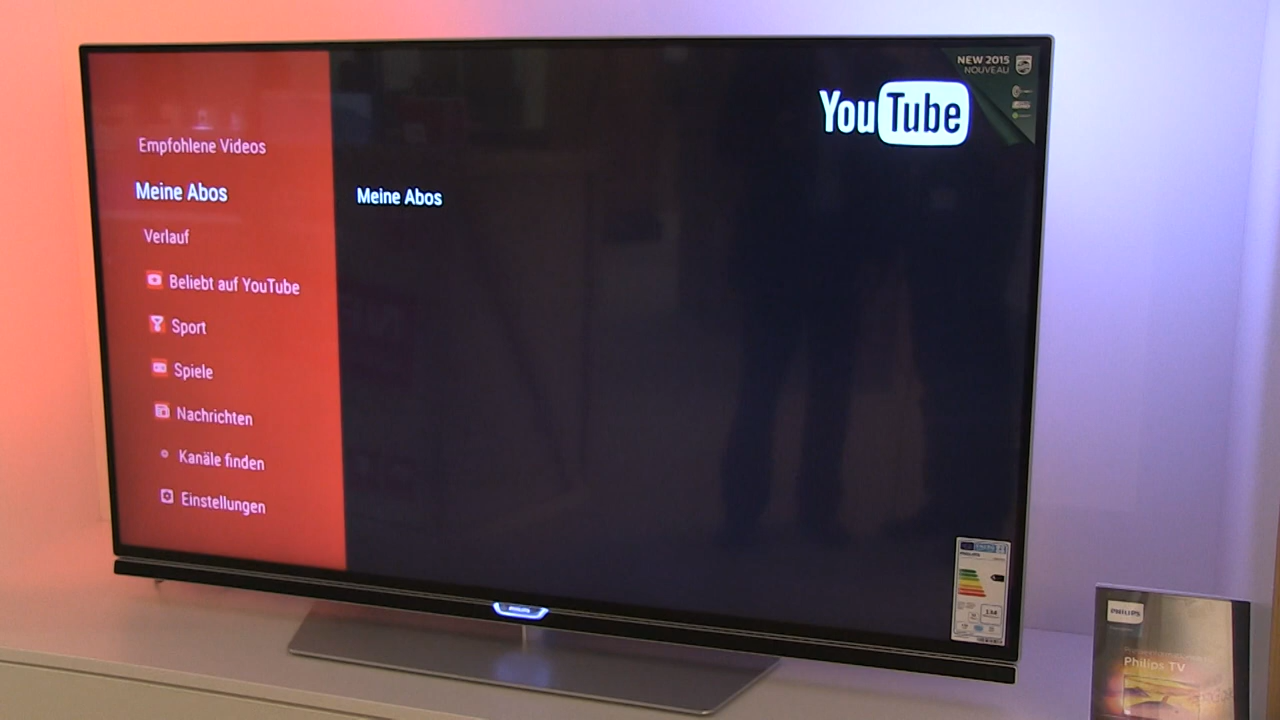 NEW 2015
NOUVEAU
YouTube
Empfohlene Videos
Meine Abos
Meine Abos
Verlauf
Beliebt auf YouTube
Sport
Spiele
Nachrichten
Kanäle finden
Einstellungen
PHILIPS
PHILIPS
Philips TV